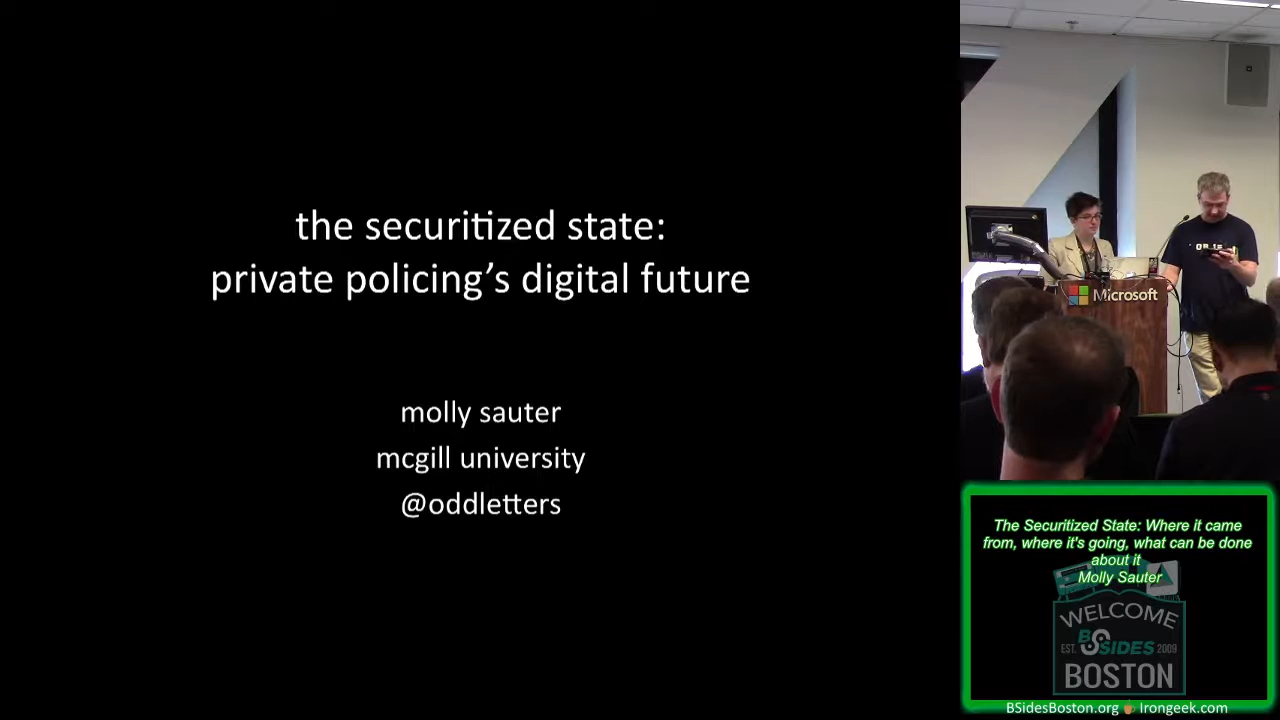 the securitized state:
private policing’s digital future
molly sauter
mcgill university
@oddletters
Microsoft
The Securitized State: Where it came
from, where it's going, what can be done
about it
Molly Sauter
WELCOME
EST. BSIDES 2009
BOSTON
BSidesBoston.org Irongeek.com